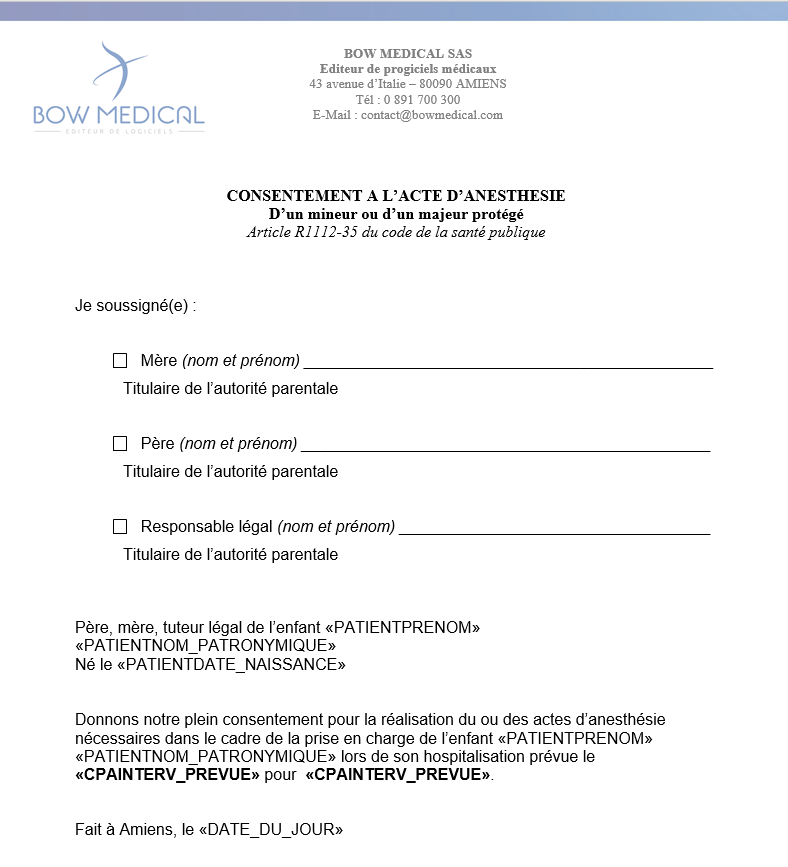 BOW MEDICAL
EDITEUR DE LOGICIELS
BOW MEDICAL SAS
Editeur de progiciels médicaux
43 avenue d'Italie – 80090 AMIENS
Tél : 0 891 700 300
E-Mail : contact@bowmedical.com
CONSENTEMENT A L'ACTE D'ANESTHESIE
D'un mineur ou d'un majeur protégé
Article R1112-35 du code de la santé publique
Je soussigné(e) :
Mère (nom et prénom)
Titulaire de l'autorité parentale
Père (nom et prénom)
Titulaire de l'autorité parentale
Responsable légal (nom et prénom)
Titulaire de l'autorité parentale
Père, mère, tuteur légal de l'enfant «PATIENTPRENOM»
«PATIENTNOM_PATRONYMIQUE»
Né le «PATIENTDATE_NAISSANCE»
Donnons notre plein consentement pour la réalisation du ou des actes d'anesthésie
nécessaires dans le cadre de la prise en charge de l'enfant «PATIENTPRENOM»
«PATIENTNOM_PATRONYMIQUE» lors de son hospitalisation prévue le
«CPAINTERV_PREVUE» pour «CPAINTERV_PREVUE».
Fait à Amiens, le «DATE_DU_JOUR»